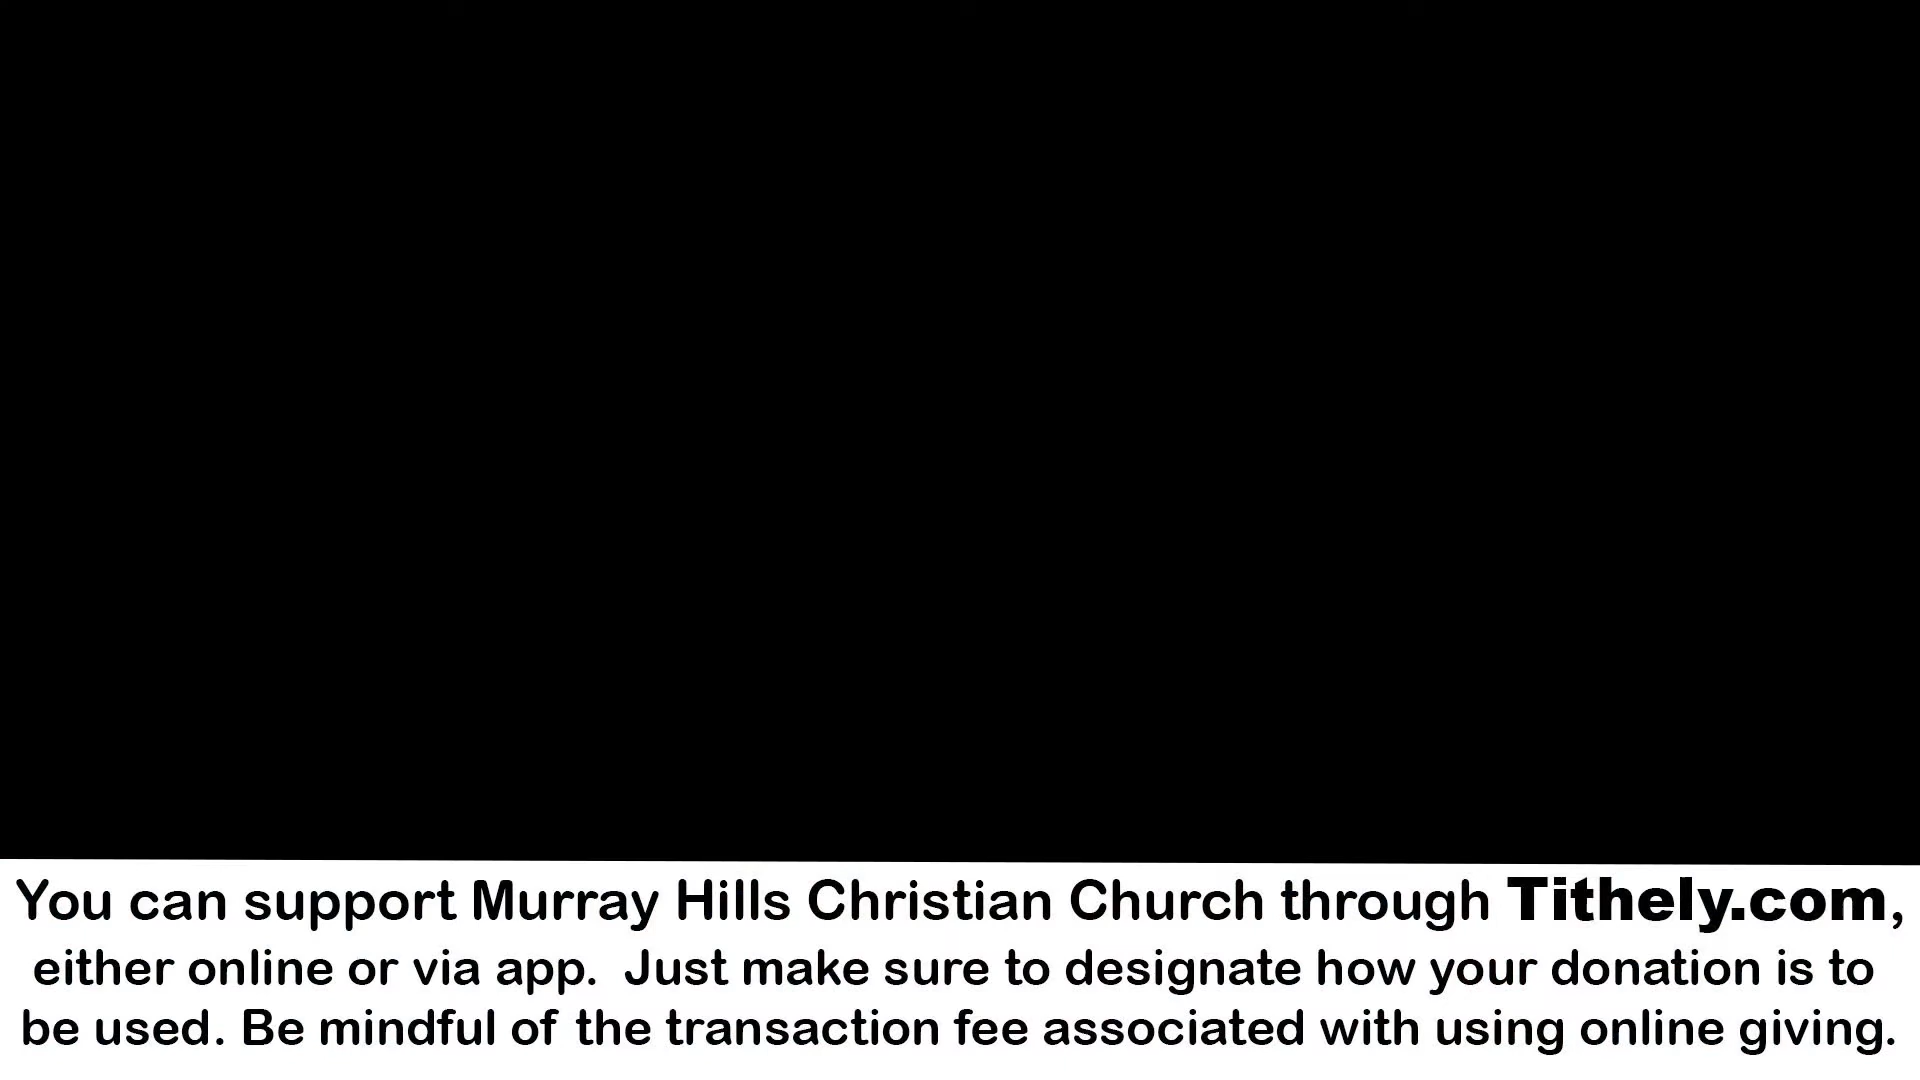 You can support Murray Hills Christian Church through Tithely.com,
either online or via app.  Just make sure to designate how your donation is to
be used. Be mindful of the transaction fee associated with using online giving.